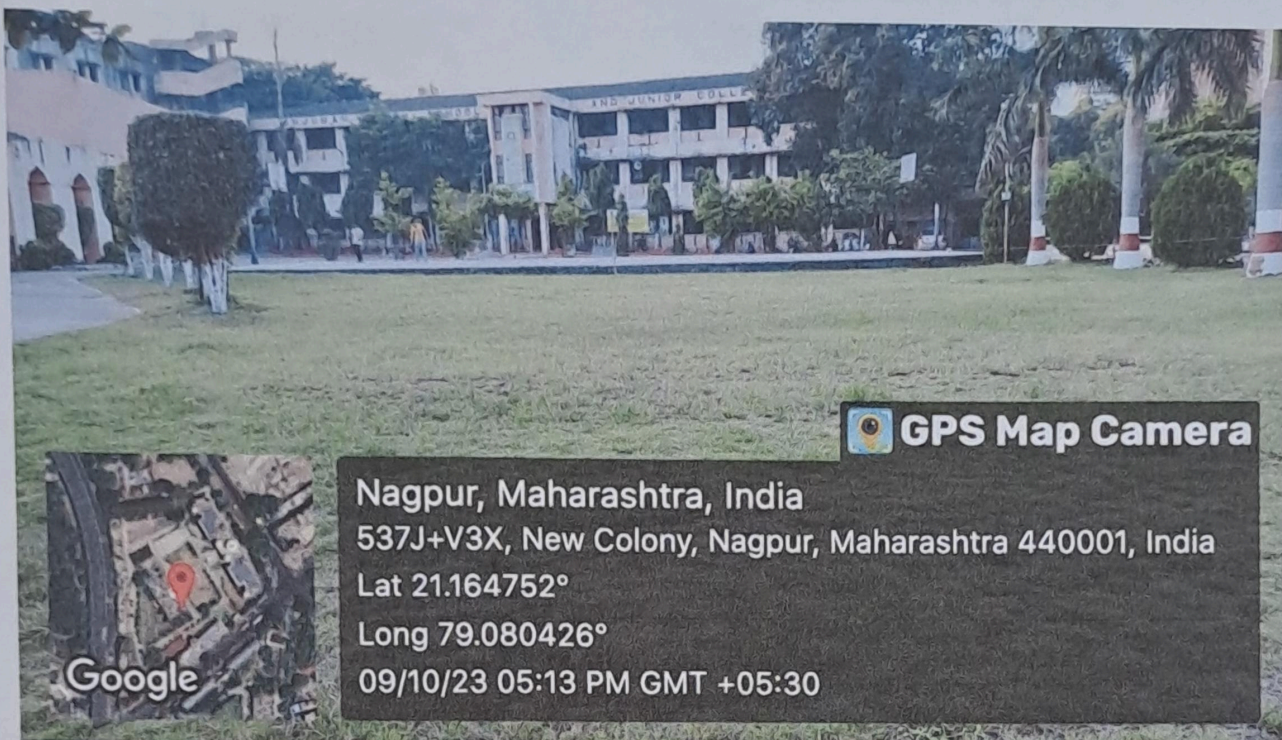 AND JUNIOR COLLE
GPS Map Camera
Nagpur, Maharashtra, India
537J+V3X, New Colony, Nagpur, Maharashtra 440001, India
Lat 21.164752°
Long 79.080426°
09/10/23 05:13 PM GMT +05:30
Google